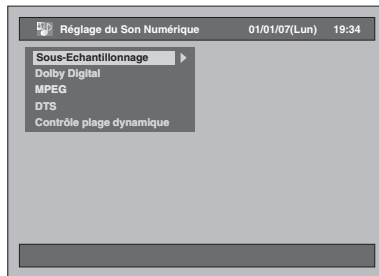 Réglage du Son Numérique 01/01/07(Lun) 19:34
Sous-Echantillonnage
Dolby Digital
MPEG
DTS
Contrôle plage dynamique